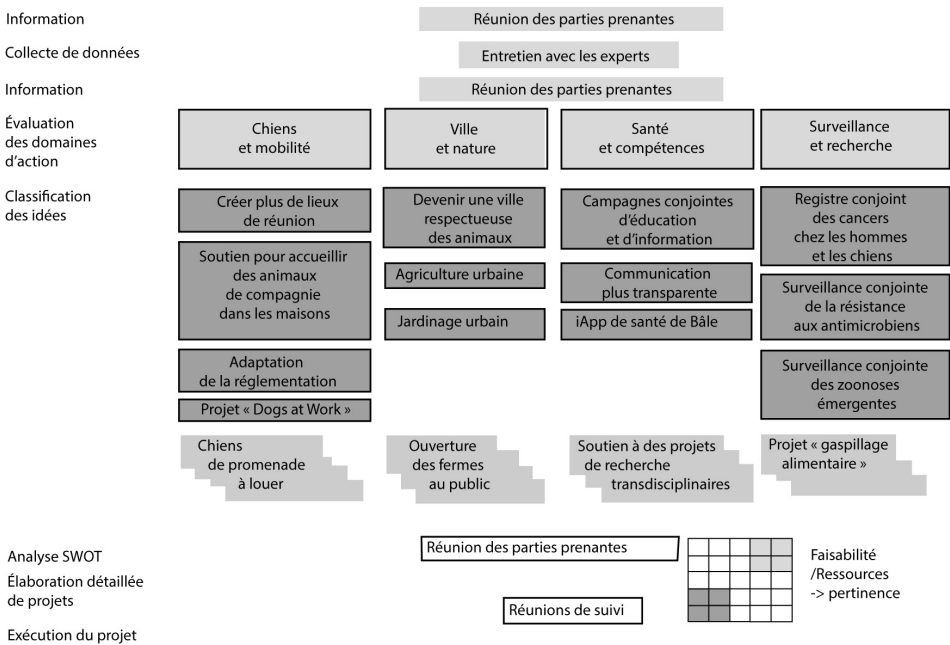 Information
Réunion des parties prenantes
Collecte de données
Entretien avec les experts
Information
Réunion des parties prenantes
Évaluation
des domaines
d'action
Chiens
et mobilité
Ville
et nature
Santé
et compétences
Surveillance
et recherche
Classification
des idées
Créer plus de lieux
de réunion
Soutien pour accueillir
des animaux
de compagnie
dans les maisons
Adaptation
de la réglementation
Projet « Dogs at Work »
Chiens
de promenade
à louer
Devenir une ville
respectueuse
des animaux
Agriculture urbaine
Jardinage urbain
Ouverture
des fermes
au public
Campagnes conjointes
d'éducation
et d'information
Communication
plus transparente
iApp de santé de Bâle
Soutien à des projets
de recherche
transdisciplinaires
Registre conjoint
des cancers
chez les hommes
et les chiens
Surveillance conjointe
de la résistance
aux antimicrobiens
Surveillance conjointe
des zoonoses
émergentes
Projet « gaspillage
alimentaire »
Analyse SWOT
Réunion des parties prenantes
Élaboration détaillée
de projets
Réunions de suivi
Faisabilité
/Ressources
-> pertinence
Exécution du projet